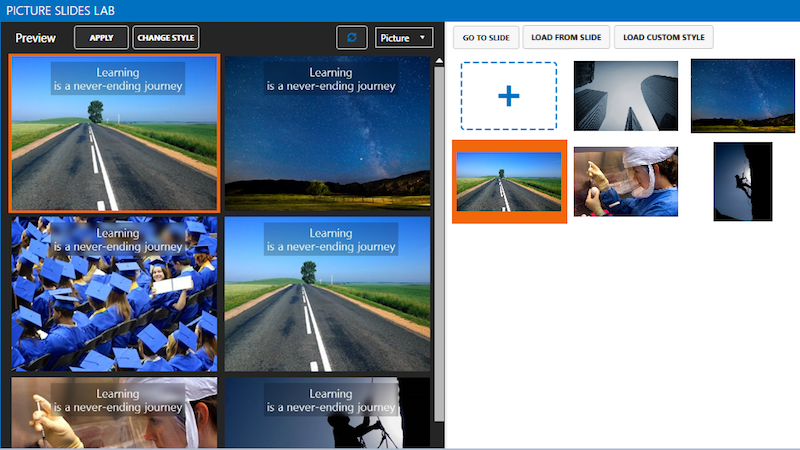 PICTURE SLIDES LAB
Preview
APPLY
CHANGE STYLE
Picture
GO TO SLIDE
LOAD FROM SLIDE
LOAD CUSTOM STYLE
Learning
is a never-ending journey
Learning
is a never-ending journey
Learning
is a never-ending journey
Learning
is a never-ending journey
Learning
is a never-ending journey
Learning
is a never-ending journey